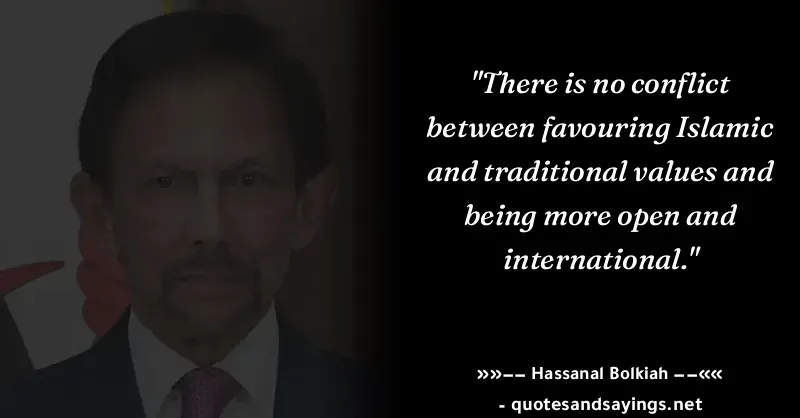 "There is no conflict
between favouring Islamic
and traditional values and
being more open and
international."
»»−− Hassanal Bolkiah −−««
- quotesandsayings.net